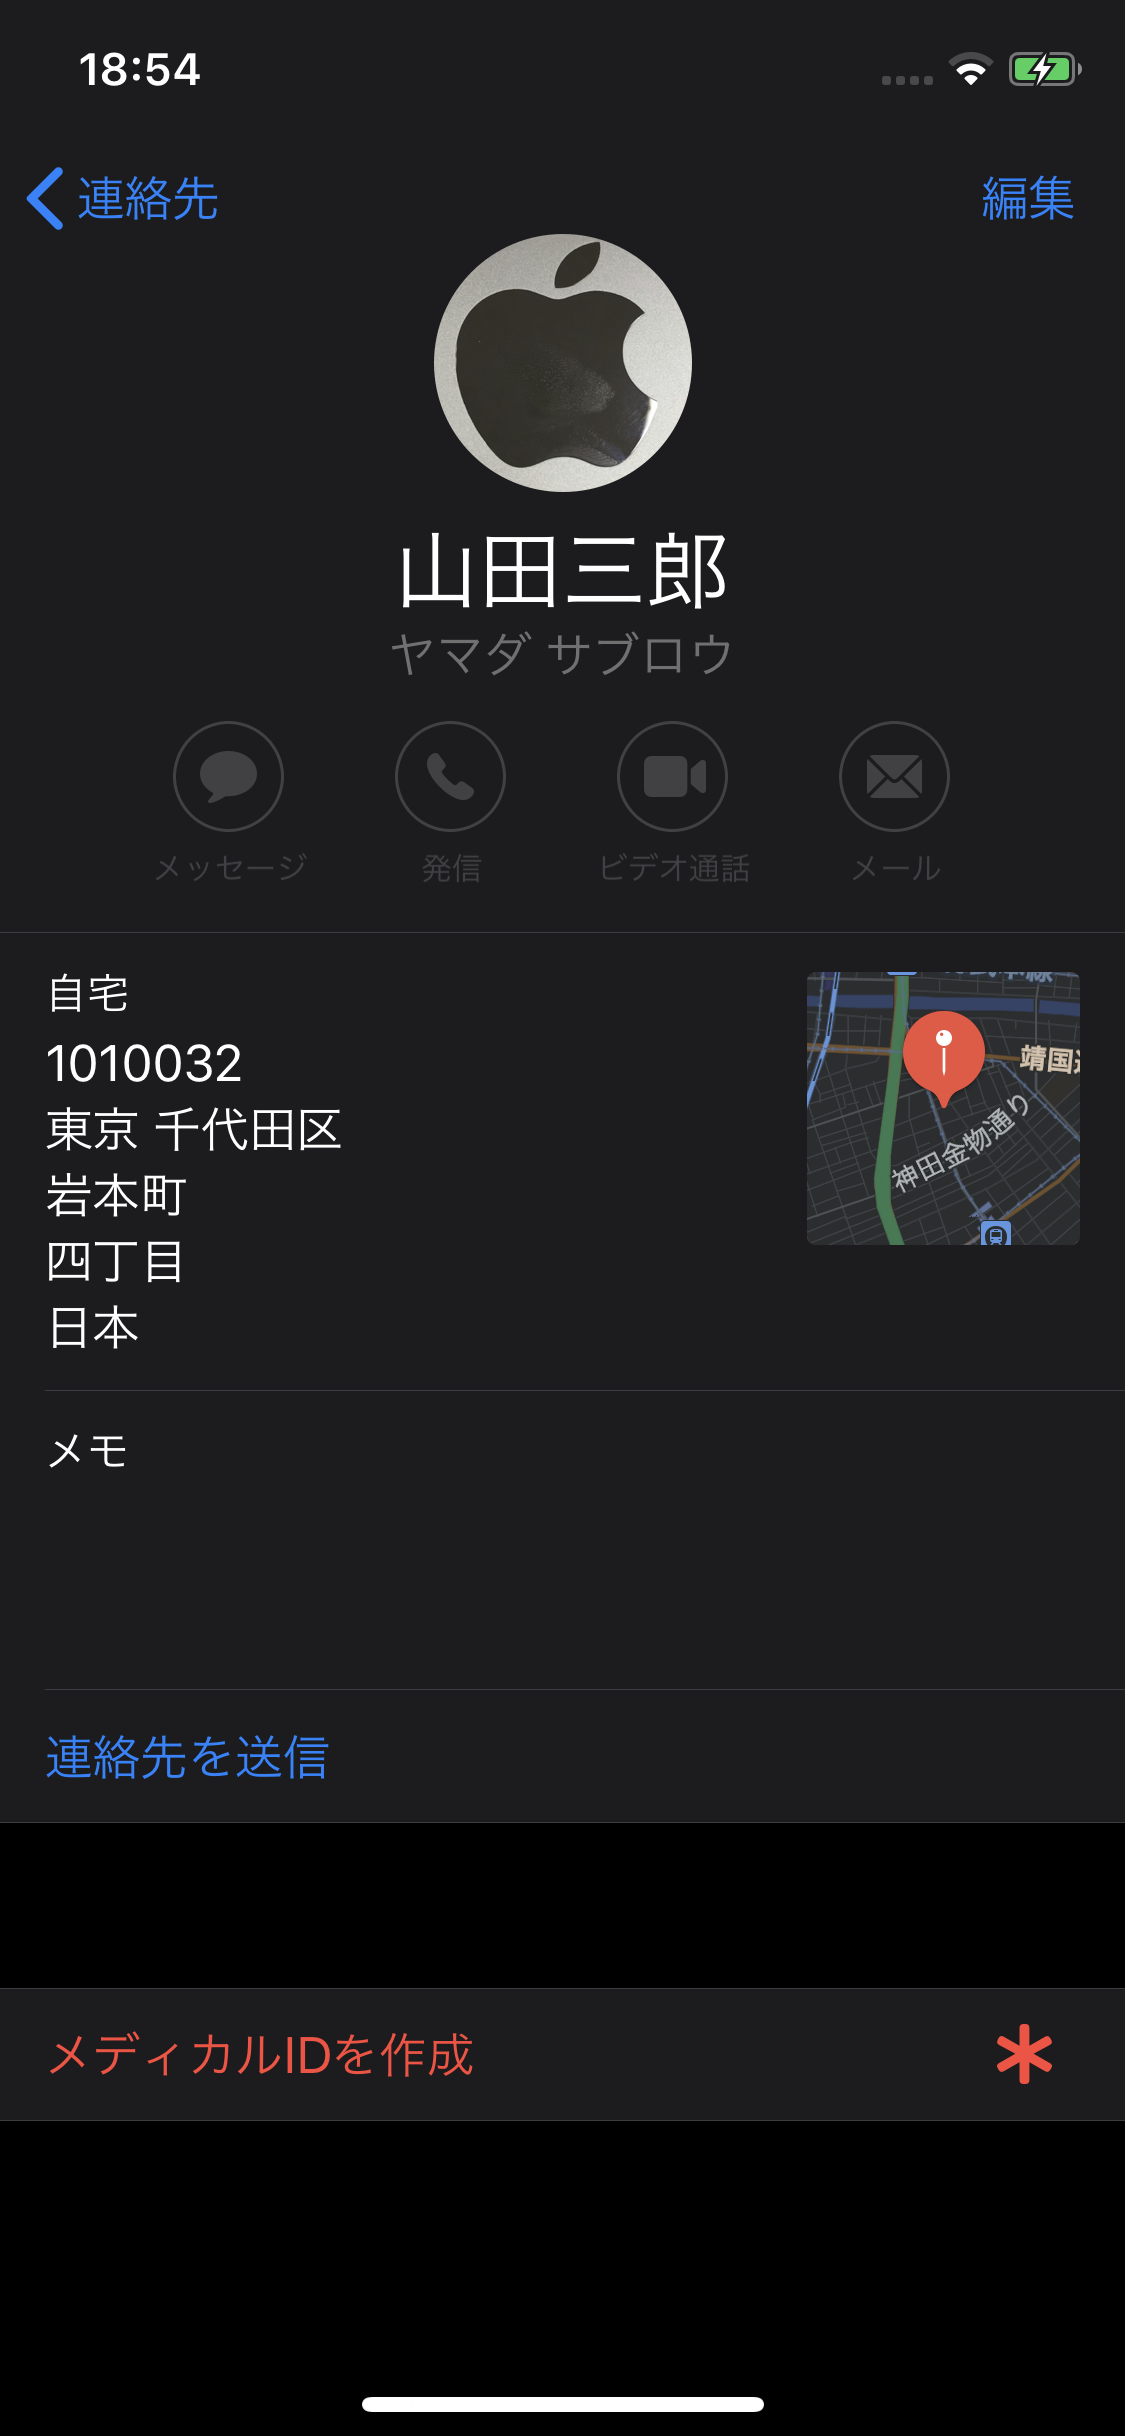 18:54
連絡先
編集
山田三郎
ヤマダ サブロウ
メッセージ
発信
ビデオ通話
メール
自宅
1010032
東京 千代田区
岩本町
四丁目
日本
靖国通
神田金物通り
メモ
連絡先を送信
メディカルIDを作成